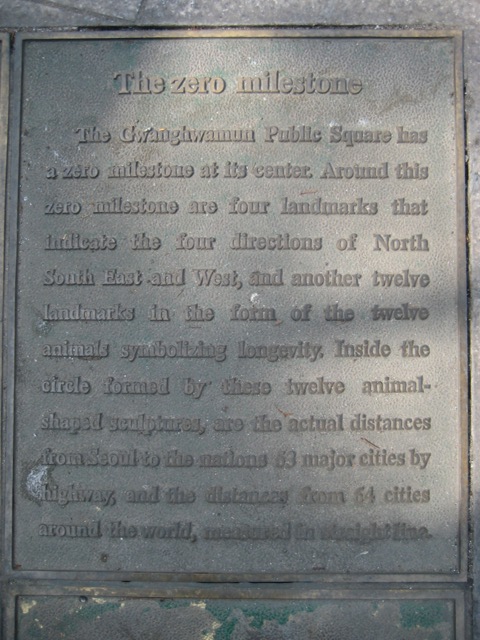 The zero milestone
The Gwanghwamun Public Square has
a zero milestone at its center. Around this
zero milestone are four landmarks that
indicate the four directions of North
South East and West, and another twelve
landmarks in the form of the twelve
animals symbolizing longevity. Inside the
circle formed by these twelve animal-
shaped sculptures, are the actual distances
from Seoul to the nations 53 major cities by
highway, and the distances from 64 cities
around the world, measured in straight line.